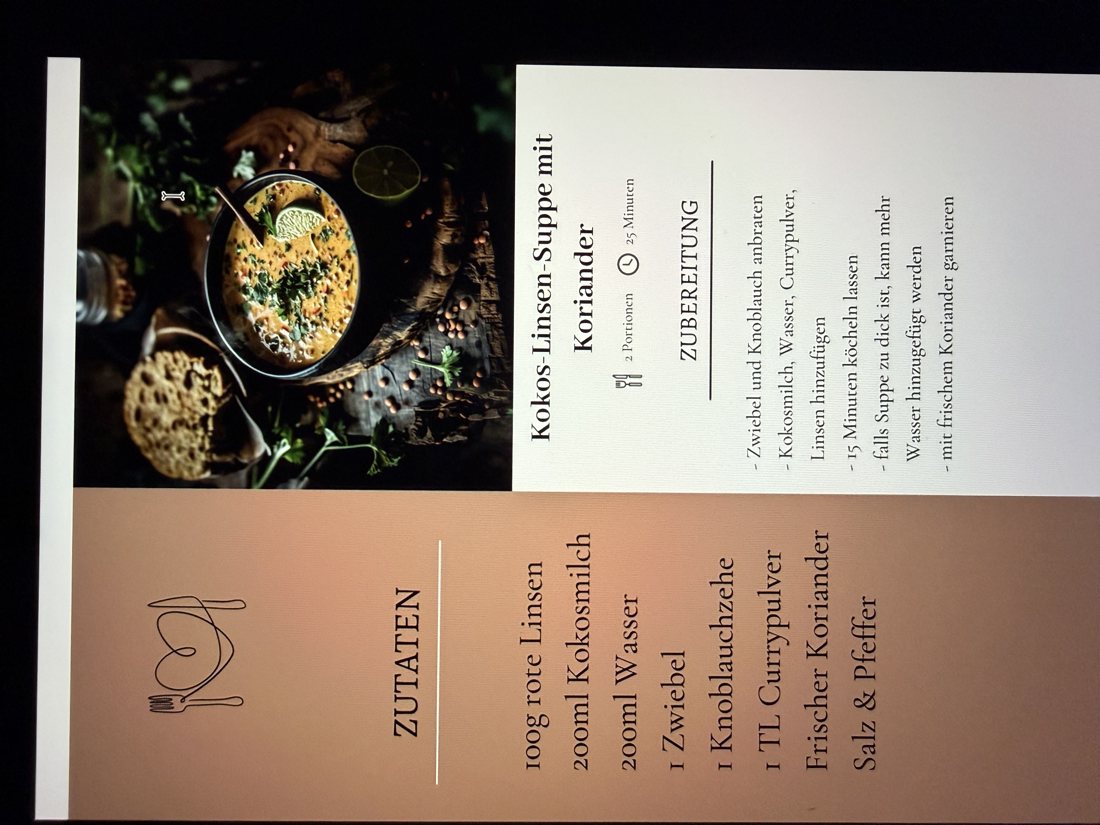 ZUTATEN
100g rote Linsen
200ml Kokosmilch
200ml Wasser
1 Zwiebel
1 Knoblauchzehe
1 TL Currypulver
Frischer Koriander
Salz & Pfeffer
Kokos-Linsen-Suppe mit
Koriander
2 Portionen 25 Minuten
ZUBEREITUNG
- Zwiebel und Knoblauch anbraten
- Kokosmilch, Wasser, Currypulver,
Linsen hinzufügen
- 15 Minuten köcheln lassen
- falls Suppe zu dick ist, kann mehr
Wasser hinzugefügt werden
- mit frischem Koriander garnieren